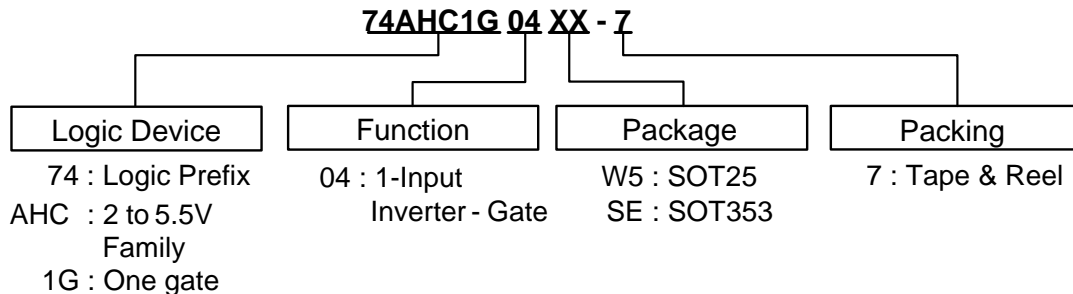 74AHC1G 04 XX - 7
Logic Device
74 : Logic Prefix
AHC : 2 to 5.5V
Family
1G : One gate
Function
04 : 1-Input
Inverter - Gate
Package
W5 : SOT25
SE : SOT353
Packing
7 : Tape & Reel